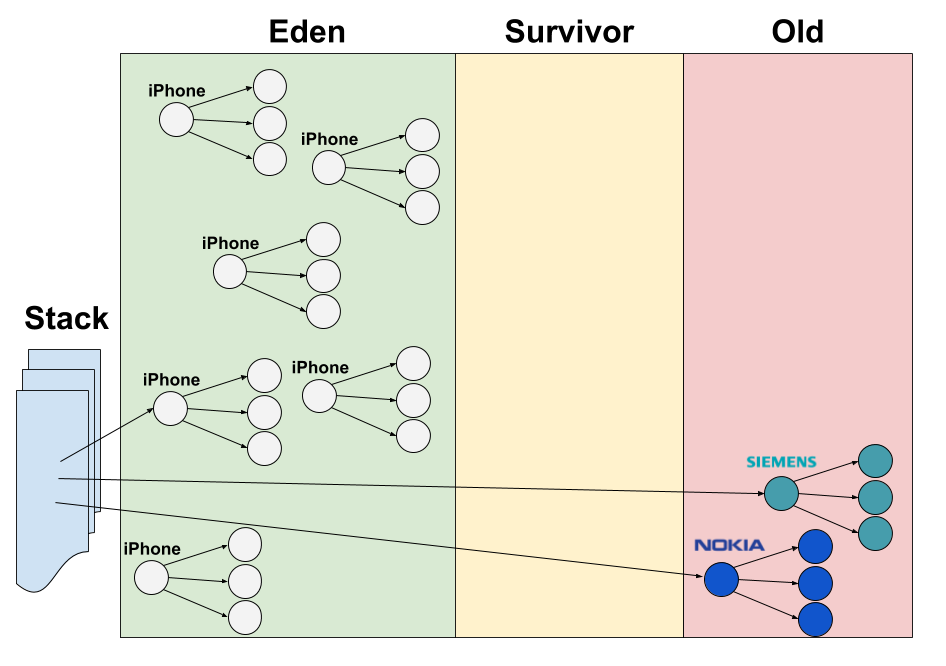 Eden
Survivor
Old
iPhone
iPhone
iPhone
Stack
iPhone
iPhone
SIEMENS
NOKIA
iPhone